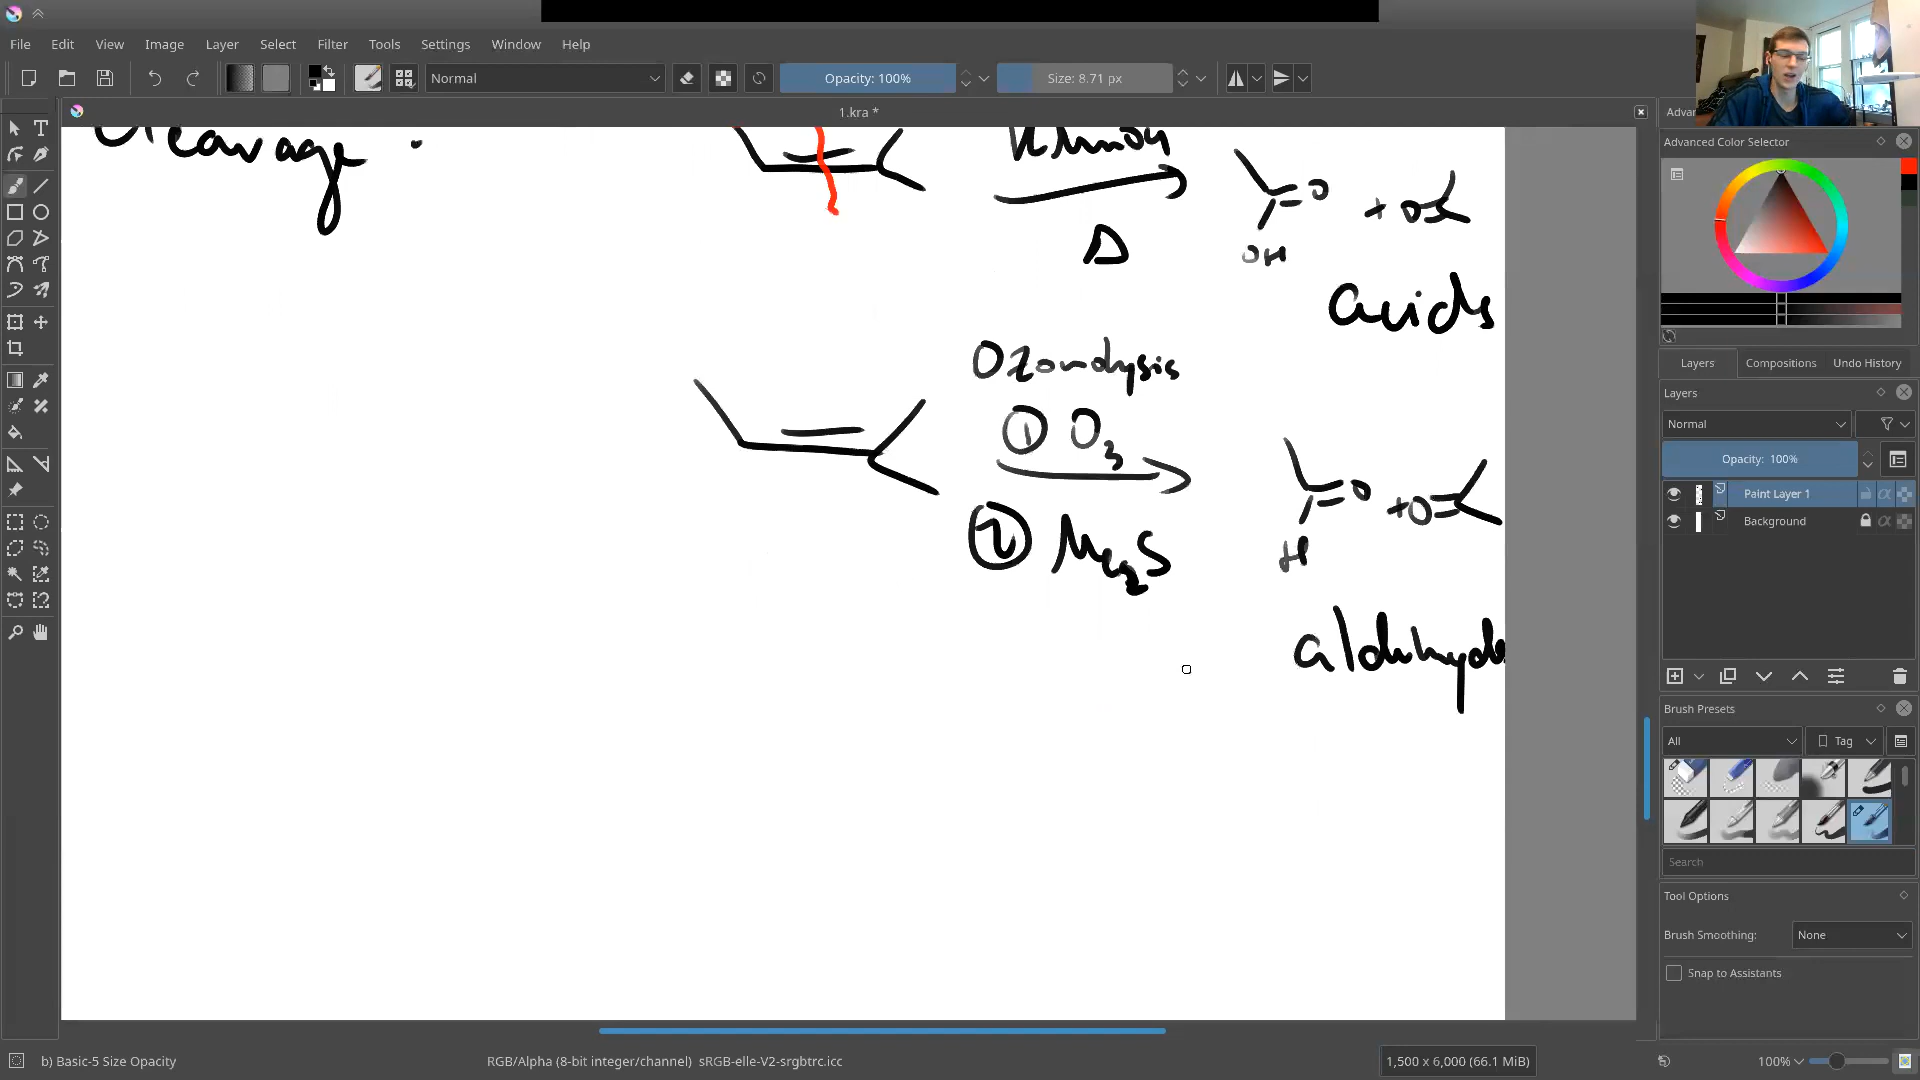 File Edit View Image Layer Select Filter Tools Settings Window Help
Normal Opacity: 100% Size: 8.71 px
1.kra *
Advanced Color Selector
Layers Compositions Undo History
Layers
Normal
Opacity: 100%
Paint Layer 1
Background
Brush Presets
All Tag
Search
Tool Options
Brush Smoothing: None
Snap to Assistants
Cleavage :
KMnO4
Δ
O + O
OH
acids
Ozonolysis
① O3
② Me2S
O + O
H
aldehyde
b) Basic-5 Size Opacity RGB/Alpha (8-bit integer/channel) sRGB-elle-V2-srgbtrc.icc 1,500 x 6,000 (66.1 MiB) 100%